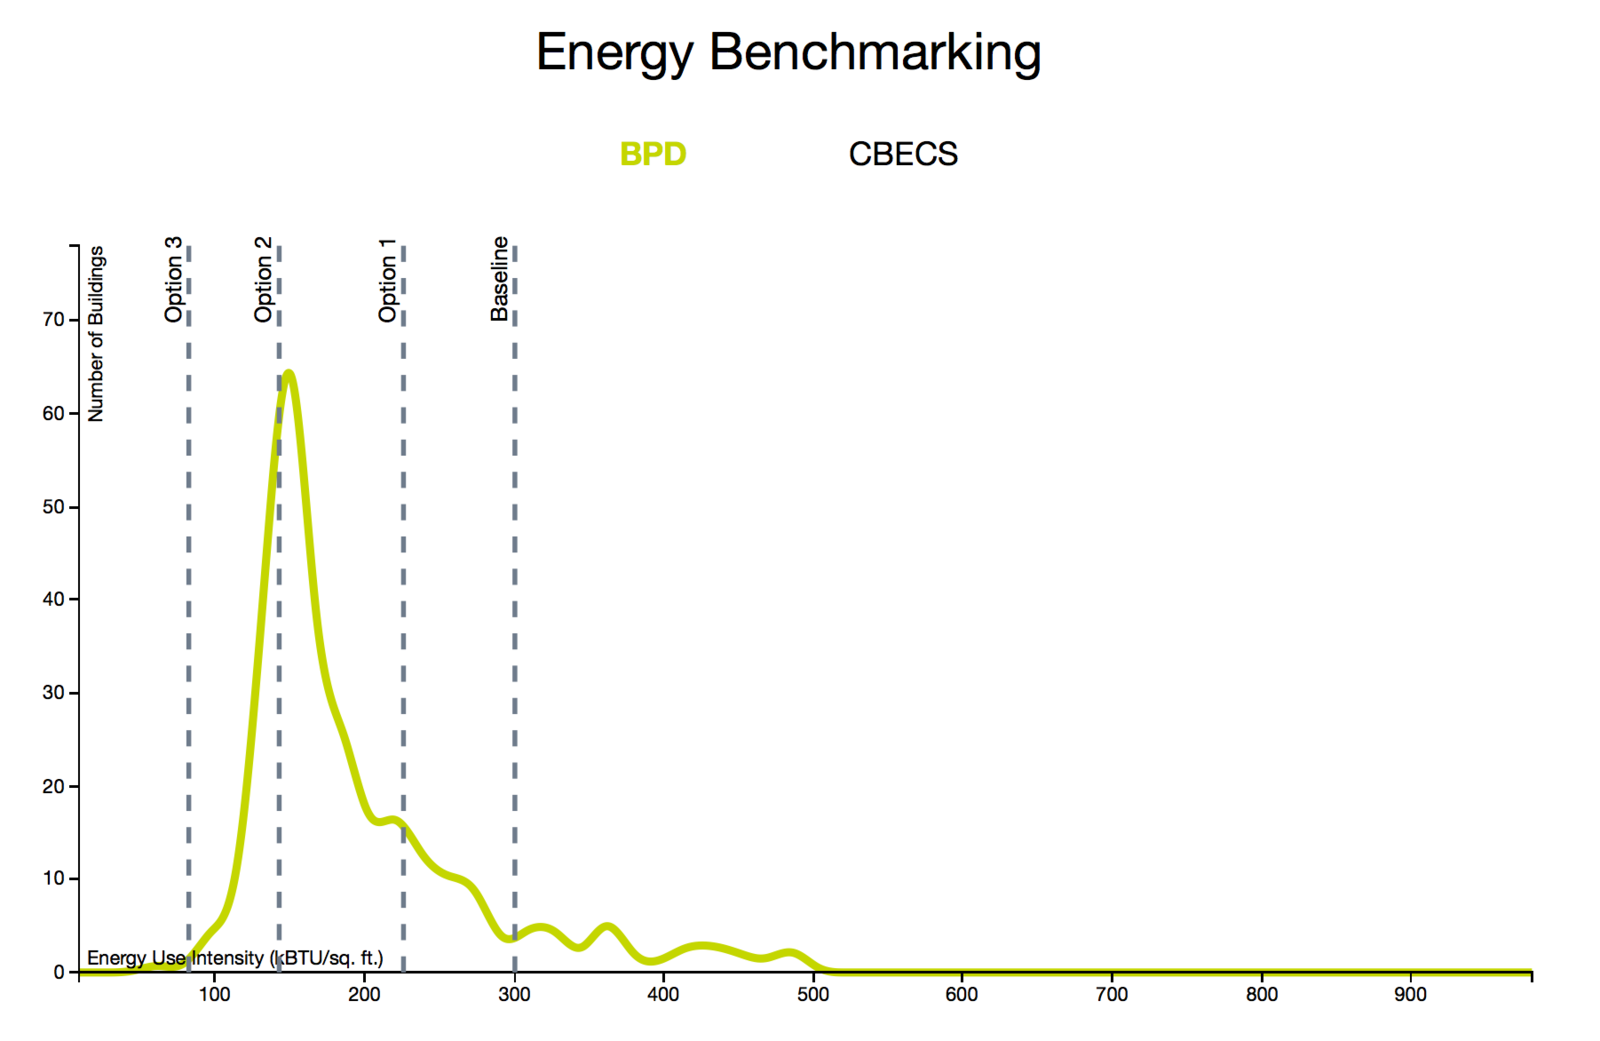 Energy Benchmarking
BPD CBECS
Option 3
Option 2
Option 1
Baseline
Number of Buildings
70
60
50
40
30
20
10
0
Energy Use Intensity (kBTU/sq. ft.)
100 200 300 400 500 600 700 800 900